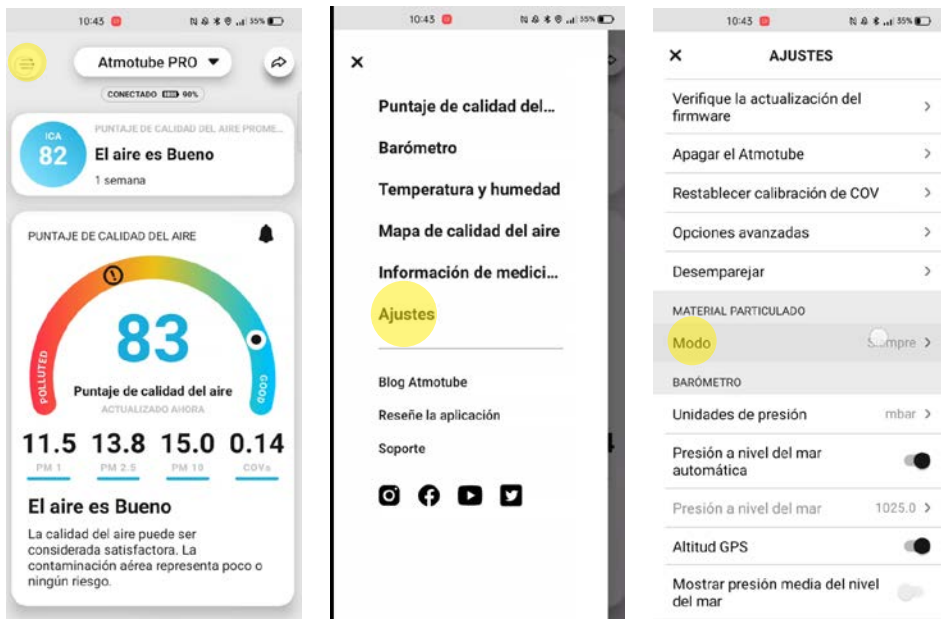 10:43
35%
Atmotube PRO
CONECTADO 90%
ICA
82
PUNTAJE DE CALIDAD DEL AIRE PROME...
El aire es Bueno
1 semana
PUNTAJE DE CALIDAD DEL AIRE
POLLUTED
GOOD
83
Puntaje de calidad del aire
ACTUALIZADO AHORA
11.5 13.8 15.0 0.14
PM 1 PM 2.5 PM 10 COVs
El aire es Bueno
La calidad del aire puede ser
considerada satisfactora. La
contaminación aérea representa poco o
ningún riesgo.
10:43
35%
Puntaje de calidad del...
Barómetro
Temperatura y humedad
Mapa de calidad del aire
Información de medici...
Ajustes
Blog Atmotube
Reseñe la aplicación
Soporte
10:43
35%
AJUSTES
Verifique la actualización del
firmware
Apagar el Atmotube
Restablecer calibración de COV
Opciones avanzadas
Desemparejar
MATERIAL PARTICULADO
Modo Siempre
BARÓMETRO
Unidades de presión mbar
Presión a nivel del mar
automática
Presión a nivel del mar 1025.0
Altitud GPS
Mostrar presión media del nivel
del mar